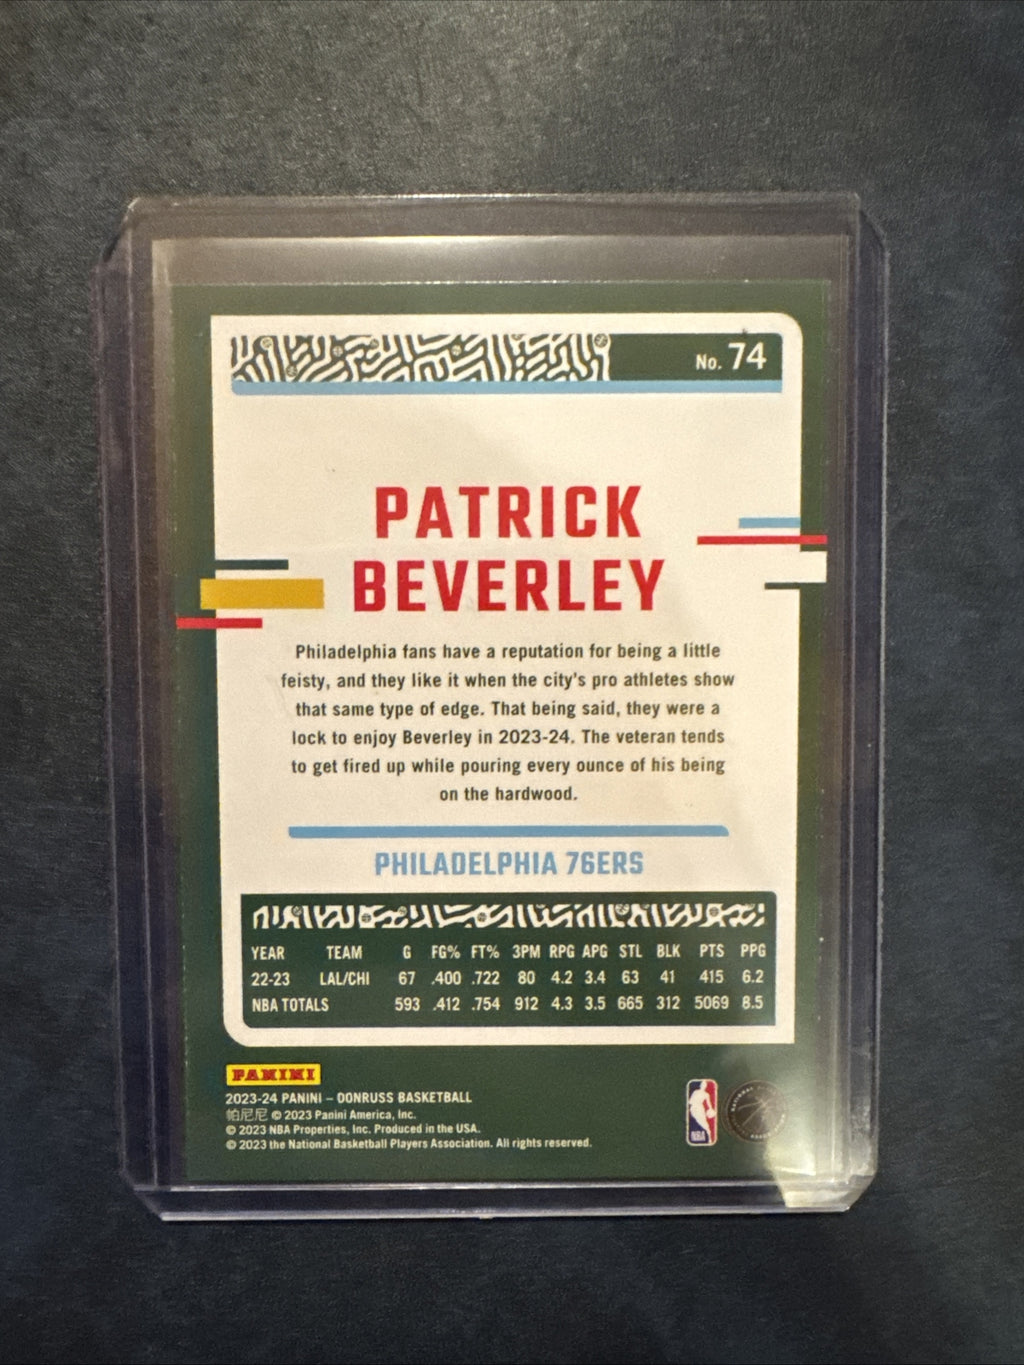 No. 74
PATRICK
BEVERLEY
Philadelphia fans have a reputation for being a little
feisty, and they like it when the city's pro athletes show
that same type of edge. That being said, they were a
lock to enjoy Beverley in 2023-24. The veteran tends
to get fired up while pouring every ounce of his being
on the hardwood.
PHILADELPHIA 76ERS
YEAR TEAM G FG% FT% 3PM RPG APG STL BLK PTS PPG
22-23 LAL/CHI 67 .400 .722 80 4.2 3.4 63 41 415 6.2
NBA TOTALS 593 .412 .754 912 4.3 3.5 665 312 5069 8.5
PANINI
2023-24 PANINI – DONRUSS BASKETBALL
帕尼尼 © 2023 Panini America, Inc.
© 2023 NBA Properties, Inc. Produced in the USA.
© 2023 the National Basketball Players Association. All rights reserved.
NBA